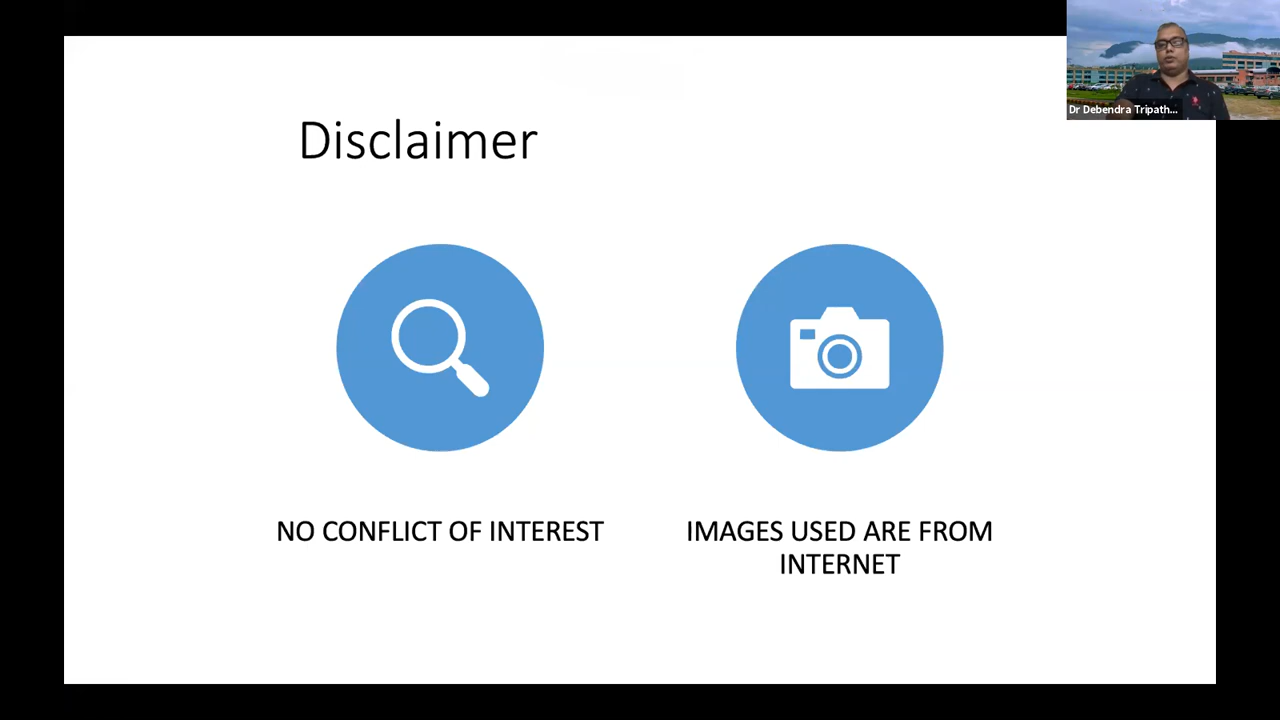 Dr Debendra Tripath...
Disclaimer
NO CONFLICT OF INTEREST
IMAGES USED ARE FROM
INTERNET